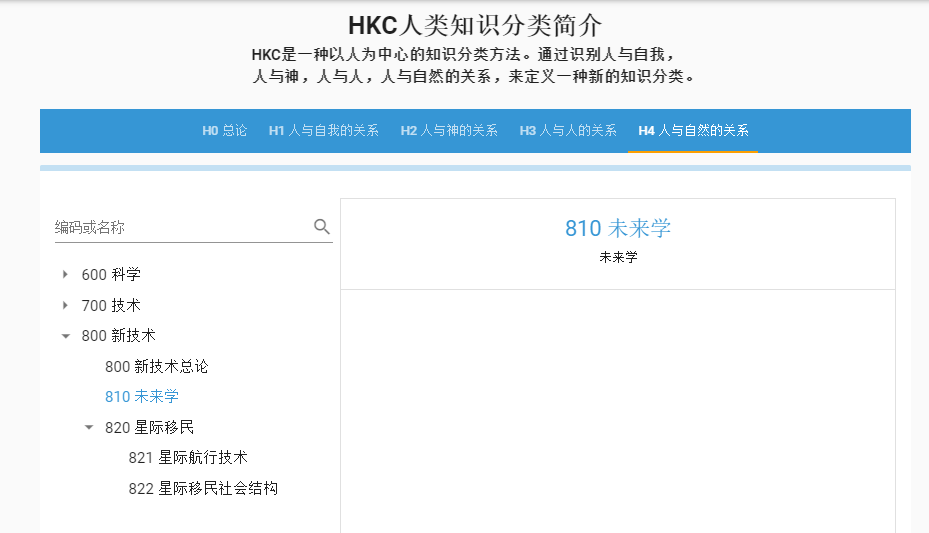 HKC人类知识分类简介
HKC是一种以人为中心的知识分类方法。通过识别人与自我，
人与神，人与人，人与自然的关系，来定义一种新的知识分类。
H0 总论 H1 人与自我的关系 H2 人与神的关系 H3 人与人的关系 H4 人与自然的关系
编码或名称
600 科学
700 技术
800 新技术
800 新技术总论
810 未来学
820 星际移民
821 星际航行技术
822 星际移民社会结构
810 未来学
未来学